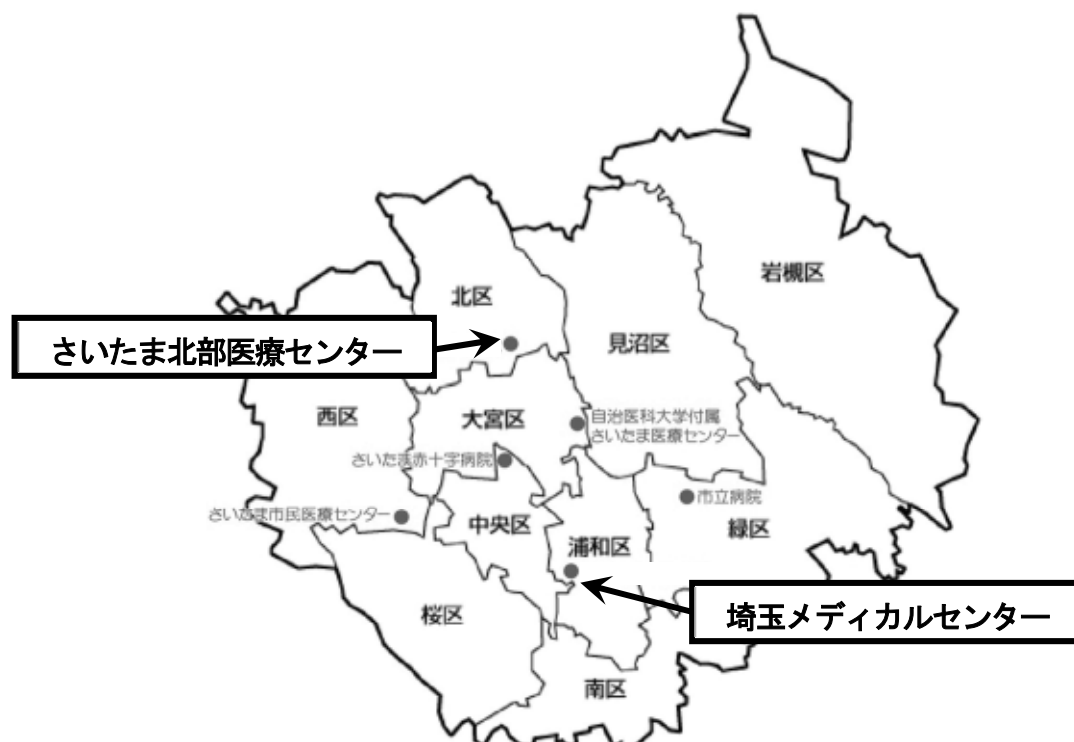 岩槻区
北区
さいたま北部医療センター
見沼区
西区
大宮区
自治医科大学付属
さいたま医療センター
さいたま赤十字病院
市立病院
さいたま市民医療センター
中央区
緑区
浦和区
桜区
埼玉メディカルセンター
南区